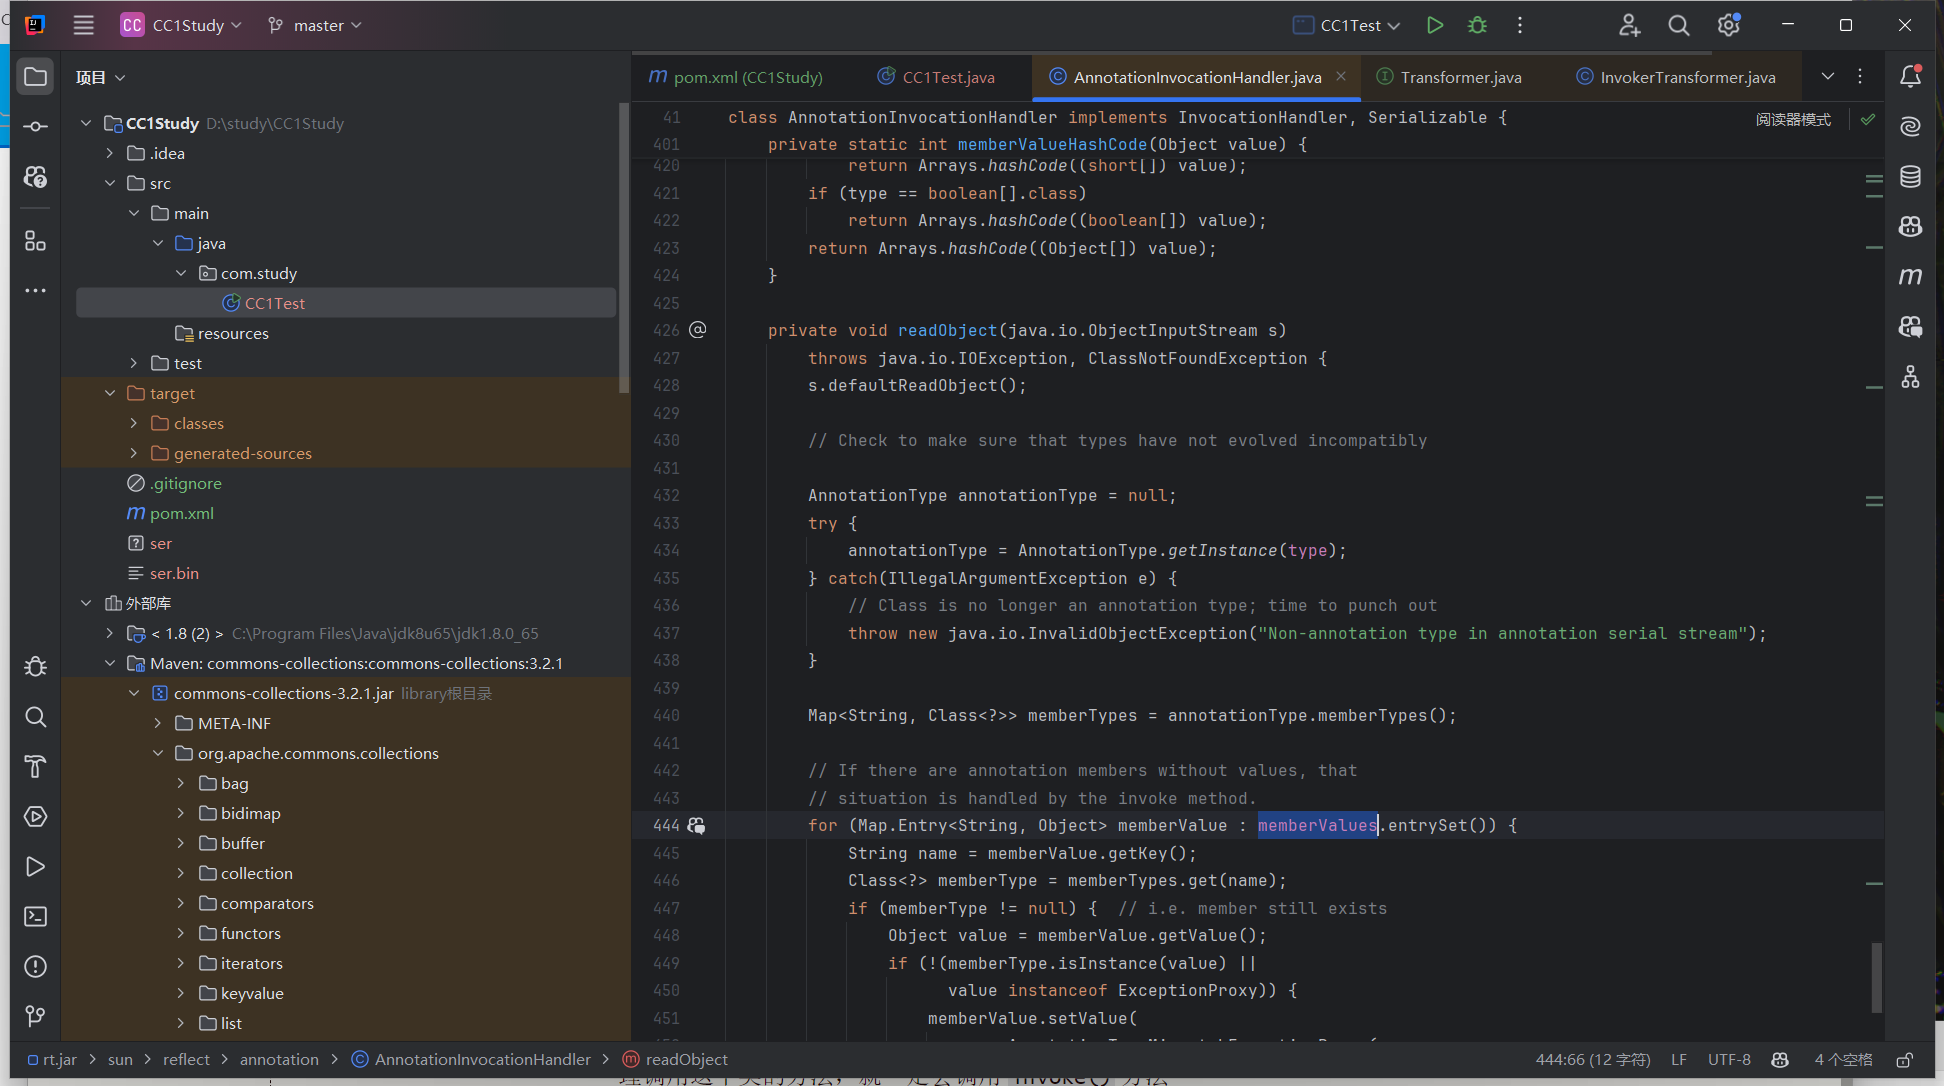 CC CC1Study master CC1Test
项目
pom.xml (CC1Study) CC1Test.java AnnotationInvocationHandler.java Transformer.java InvokerTransformer.java
CC1Study D:\study\CC1Study
.idea
src
main
java
com.study
CC1Test
resources
test
target
classes
generated-sources
.gitignore
pom.xml
ser
ser.bin
外部库
< 1.8 (2) > C:\Program Files\Java\jdk8u65\jdk1.8.0_65
Maven: commons-collections:commons-collections:3.2.1
commons-collections-3.2.1.jar library根目录
META-INF
org.apache.commons.collections
bag
bidimap
buffer
collection
comparators
functors
iterators
keyvalue
list
阅读器模式
41 class AnnotationInvocationHandler implements InvocationHandler, Serializable {
401 private static int memberValueHashCode(Object value) {
420 return Arrays.hashCode((short[]) value);
421 if (type == boolean[].class)
422 return Arrays.hashCode((boolean[]) value);
423 return Arrays.hashCode((Object[]) value);
424 }
425
426 private void readObject(java.io.ObjectInputStream s)
427 throws java.io.IOException, ClassNotFoundException {
428 s.defaultReadObject();
429
430 // Check to make sure that types have not evolved incompatibly
431
432 AnnotationType annotationType = null;
433 try {
434 annotationType = AnnotationType.getInstance(type);
435 } catch(IllegalArgumentException e) {
436 // Class is no longer an annotation type; time to punch out
437 throw new java.io.InvalidObjectException("Non-annotation type in annotation serial stream");
438 }
439
440 Map<String, Class<?>> memberTypes = annotationType.memberTypes();
441
442 // If there are annotation members without values, that
443 // situation is handled by the invoke method.
444 for (Map.Entry<String, Object> memberValue : memberValues.entrySet()) {
445 String name = memberValue.getKey();
446 Class<?> memberType = memberTypes.get(name);
447 if (memberType != null) { // i.e. member still exists
448 Object value = memberValue.getValue();
449 if (!(memberType.isInstance(value) ||
450 value instanceof ExceptionProxy)) {
451 memberValue.setValue(
rt.jar > sun > reflect > annotation > AnnotationInvocationHandler > readObject
444:66 (12 字符) LF UTF-8 4 个空格